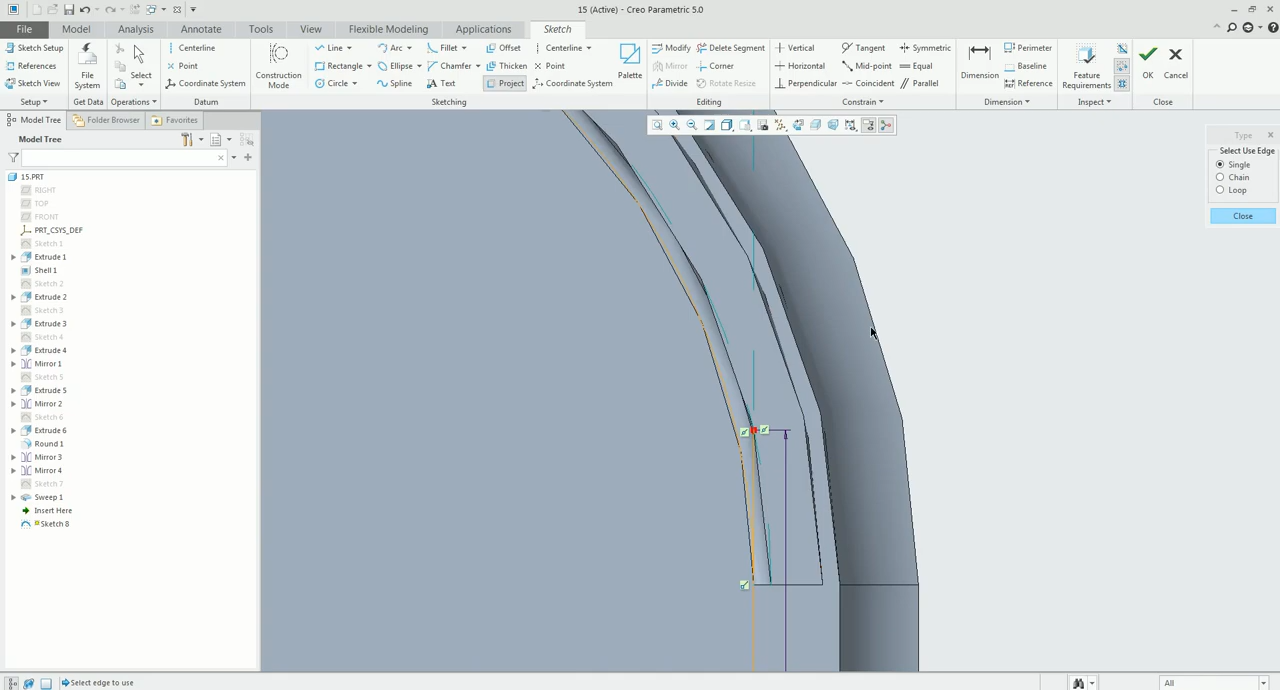 15 (Active) - Creo Parametric 5.0
File Model Analysis Annotate Tools View Flexible Modeling Applications Sketch
Sketch Setup
References
Sketch View
Setup
File System
Get Data
Select
Operations
Centerline
Point
Coordinate System
Datum
Construction Mode
Line
Rectangle
Circle
Arc
Ellipse
Spline
Fillet
Chamfer
Text
Offset
Thicken
Project
Centerline
Point
Coordinate System
Palette
Sketching
Modify
Mirror
Divide
Delete Segment
Corner
Rotate Resize
Editing
Vertical
Horizontal
Perpendicular
Tangent
Mid-point
Coincident
Symmetric
Equal
Parallel
Constrain
Dimension
Perimeter
Baseline
Reference
Dimension
Feature Requirements
Inspect
OK
Cancel
Close
Model Tree Folder Browser Favorites
Model Tree
15.PRT
RIGHT
TOP
FRONT
PRT_CSYS_DEF
Sketch 1
Extrude 1
Shell 1
Sketch 2
Extrude 2
Sketch 3
Extrude 3
Sketch 4
Extrude 4
Mirror 1
Sketch 5
Extrude 5
Mirror 2
Sketch 6
Extrude 6
Round 1
Mirror 3
Mirror 4
Sketch 7
Sweep 1
Insert Here
Sketch 8
Type
Select Use Edge
Single
Chain
Loop
Close
Select edge to use
All